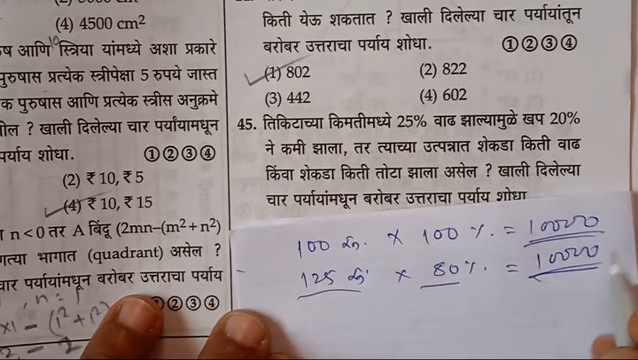 (4) 4500 cm²
ष आणि स्त्रिया यांमध्ये अशा प्रकारे
पुरुषास प्रत्येक स्त्रीपेक्षा 5 रुपये जास्त
क पुरुषास आणि प्रत्येक स्त्रीस अनुक्रमे
ील ? खाली दिलेल्या चार पर्यायांमधून
पर्याय शोधा. ①②③④
(2) ₹ 10, ₹ 5
(4) ₹ 10, ₹ 15
n < 0 तर A बिंदू (2mn–(m² + n²)
गत्या भागात (quadrant) असेल ?
चार पर्यायांमधून बरोबर उत्तराचा पर्याय
②③④
किती येऊ शकतात ? खाली दिलेल्या चार पर्यायांतून
बरोबर उत्तराचा पर्याय शोधा. ①②③④
(1) 802 (2) 822
(3) 442 (4) 602
45. तिकिटाच्या किमतीमध्ये 25% वाढ झाल्यामुळे खप 20%
ने कमी झाला, तर त्याच्या उत्पन्नात शेकडा किती वाढ
किंवा शेकडा किती तोटा झाला असेल ? खाली दिलेल्या
चार पर्यायांमधून बरोबर उत्तराचा पर्याय शोधा
100 रु. × 100 %. = 10000
125 रु × 80 %. = 10000